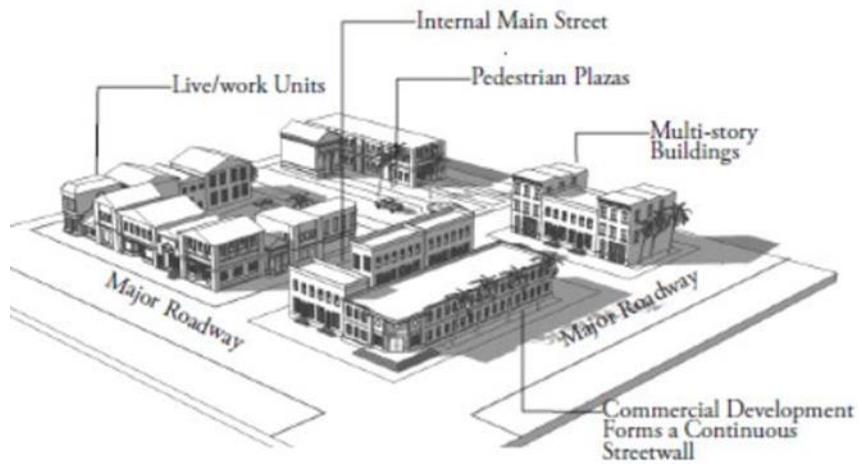 Internal Main Street
Live/work Units
Pedestrian Plazas
Multi-story
Buildings
Major Roadway
Major Roadway
Commercial Development
Forms a Continuous
Streetwall